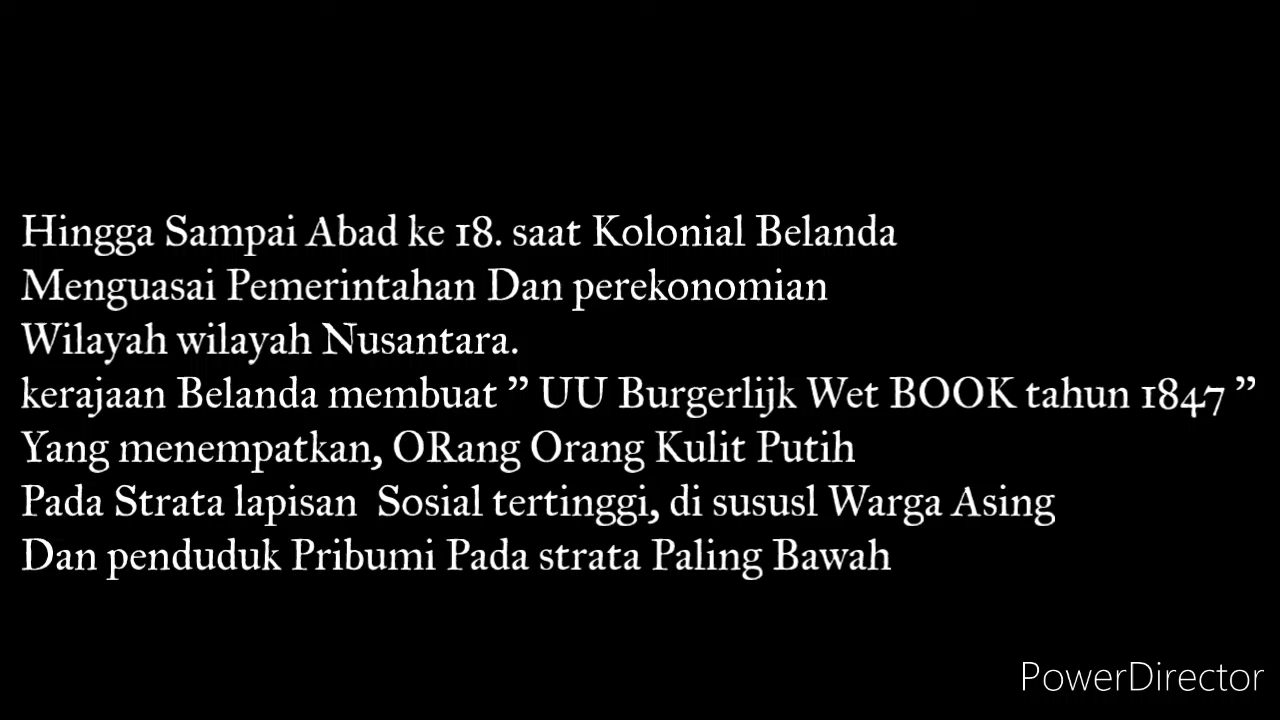 Hingga Sampai Abad ke 18. saat Kolonial Belanda
Menguasai Pemerintahan Dan perekonomian
Wilayah wilayah Nusantara.
kerajaan Belanda membuat ” UU Burgerlijk Wet BOOK tahun 1847 ”
Yang menempatkan, ORang Orang Kulit Putih
Pada Strata lapisan  Sosial tertinggi, di sususl Warga Asing
Dan penduduk Pribumi Pada strata Paling Bawah
PowerDirector